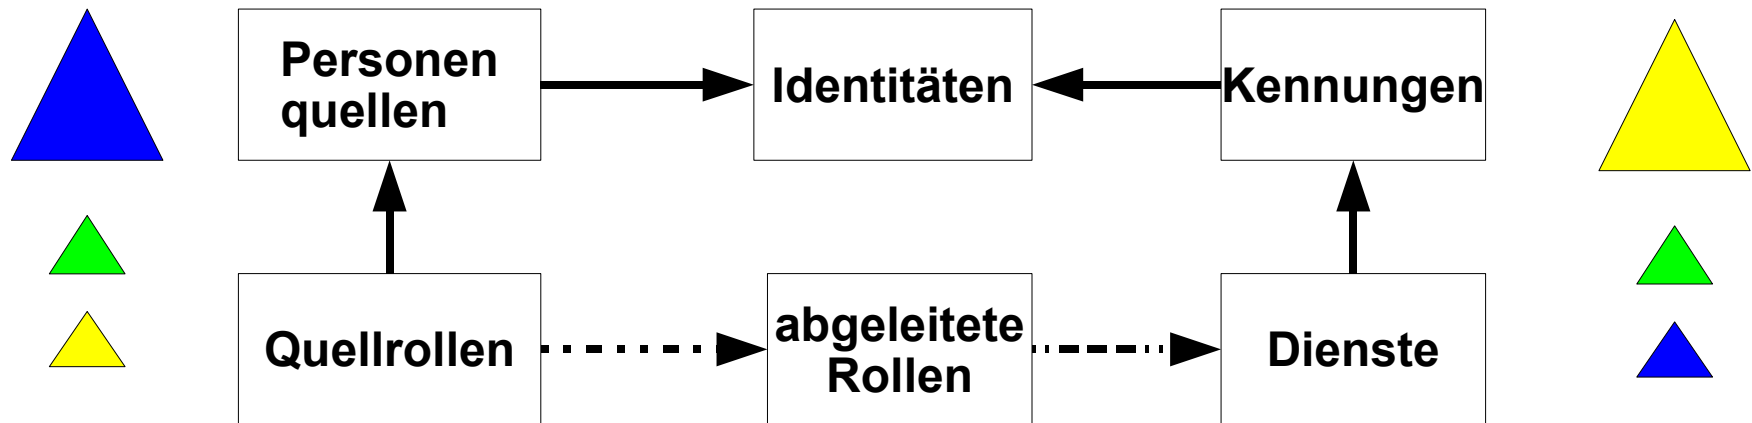 Personen
quellen
Identitäten
Kennungen
Quellrollen
abgeleitete
Rollen
Dienste